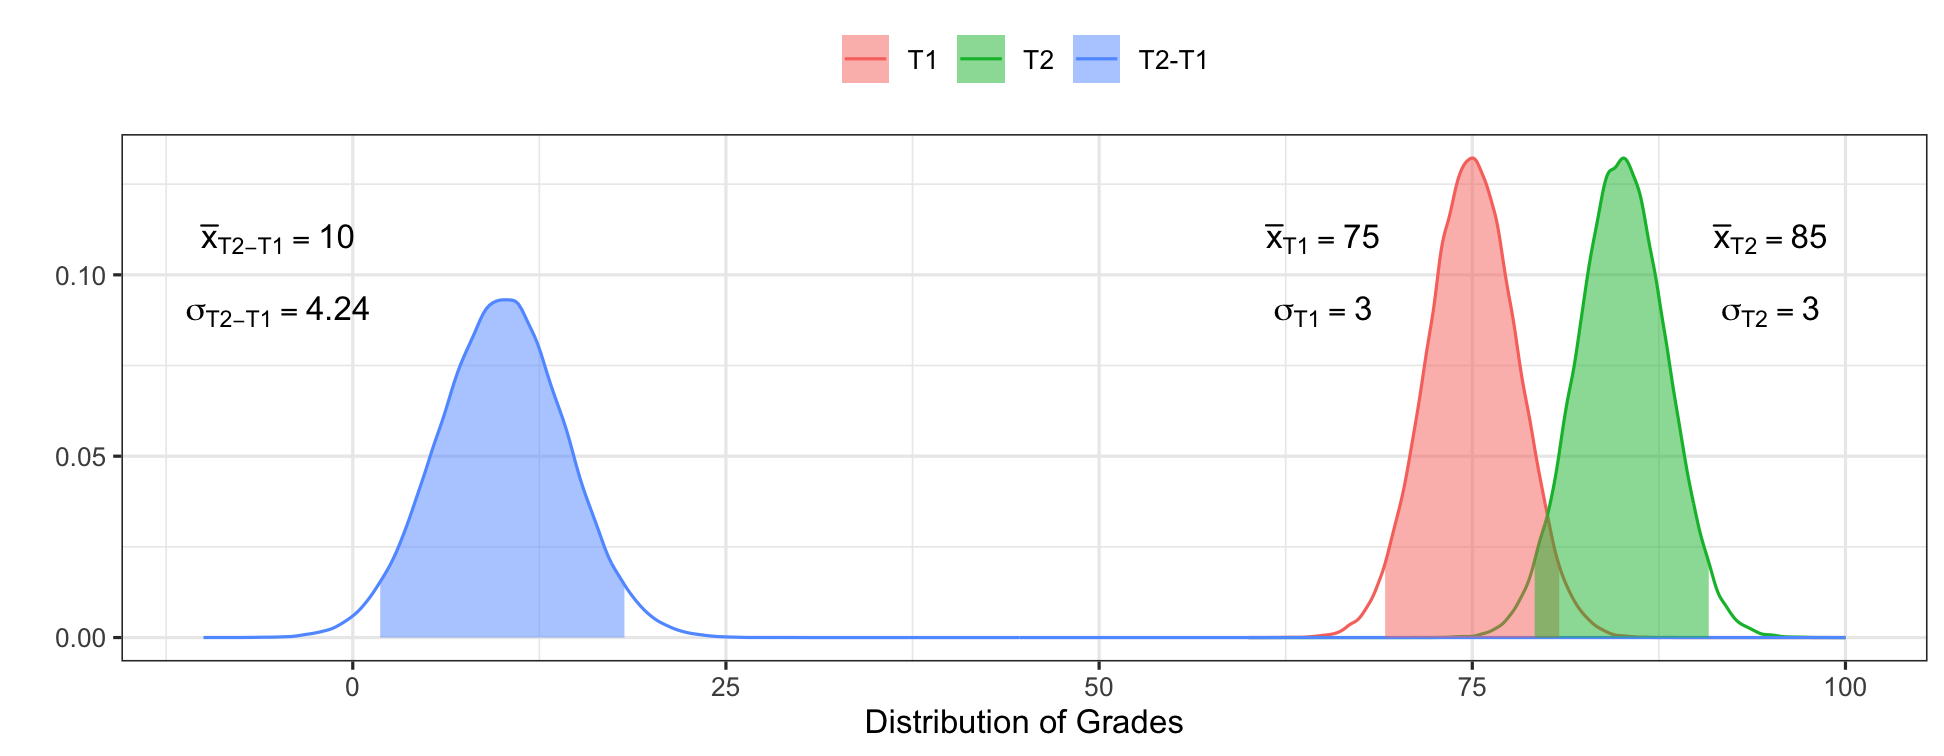 T1 T2 T2-T1
x̅T2−T1 = 10
σT2−T1 = 4.24
x̅T1 = 75
σT1 = 3
x̅T2 = 85
σT2 = 3
0.10
0.05
0.00
0 25 50 75 100
Distribution of Grades